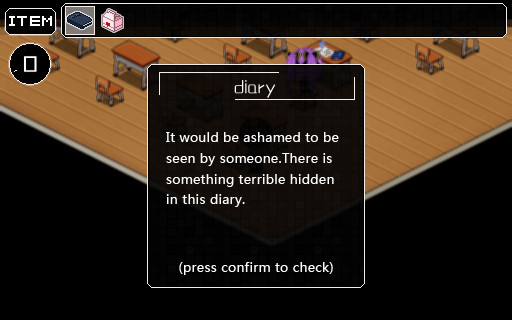 ITEM
0
diary
It would be ashamed to be
seen by someone.There is
something terrible hidden
in this diary.
(press confirm to check)